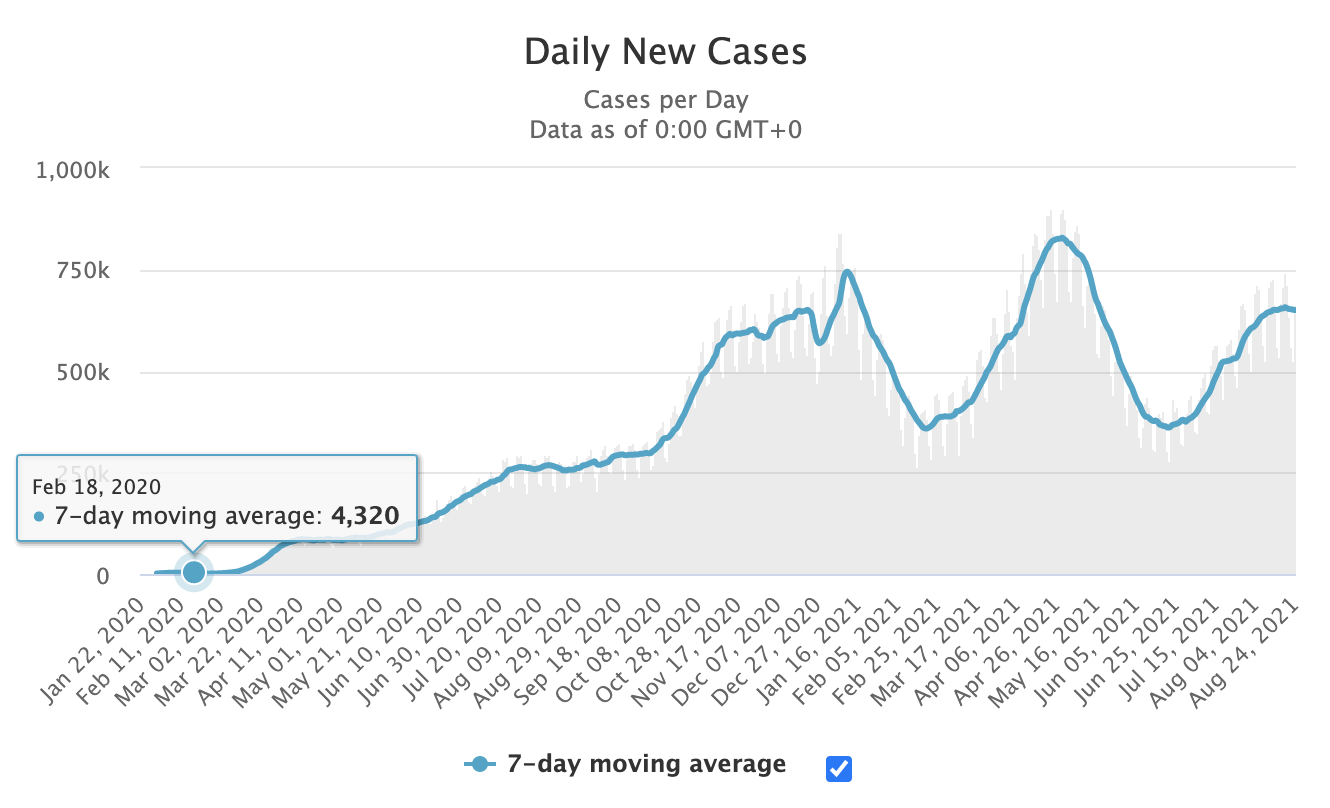 Daily New Cases
Cases per Day
Data as of 0:00 GMT+0
1,000k
750k
500k
250k
Feb 18, 2020
7-day moving average: 4,320
0
Jan 22, 2020
Feb 11, 2020
Mar 02, 2020
Mar 22, 2020
Apr 11, 2020
May 01, 2020
May 21, 2020
Jun 10, 2020
Jun 30, 2020
Jul 20, 2020
Aug 09, 2020
Aug 29, 2020
Sep 18, 2020
Oct 08, 2020
Oct 28, 2020
Nov 17, 2020
Dec 07, 2020
Dec 27, 2020
Jan 16, 2021
Feb 05, 2021
Feb 25, 2021
Mar 17, 2021
Apr 06, 2021
Apr 26, 2021
May 16, 2021
Jun 05, 2021
Jun 25, 2021
Jul 15, 2021
Aug 04, 2021
Aug 24, 2021
7-day moving average